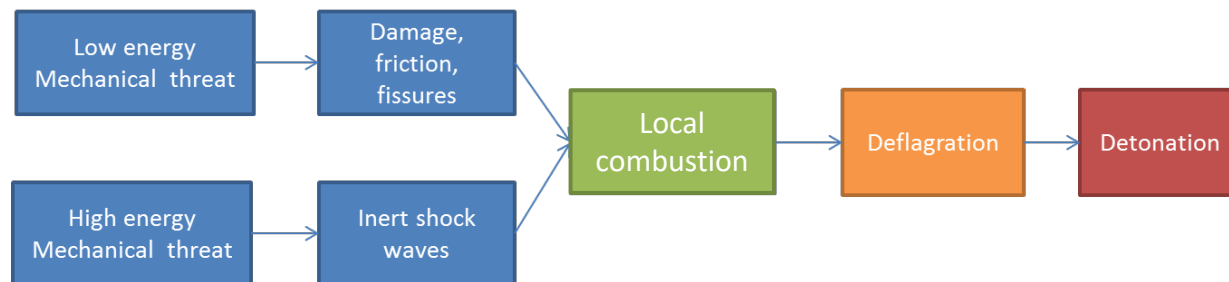 Low energy
Mechanical threat
Damage,
friction,
fissures
High energy
Mechanical threat
Inert shock
waves
Local
combustion
Deflagration
Detonation